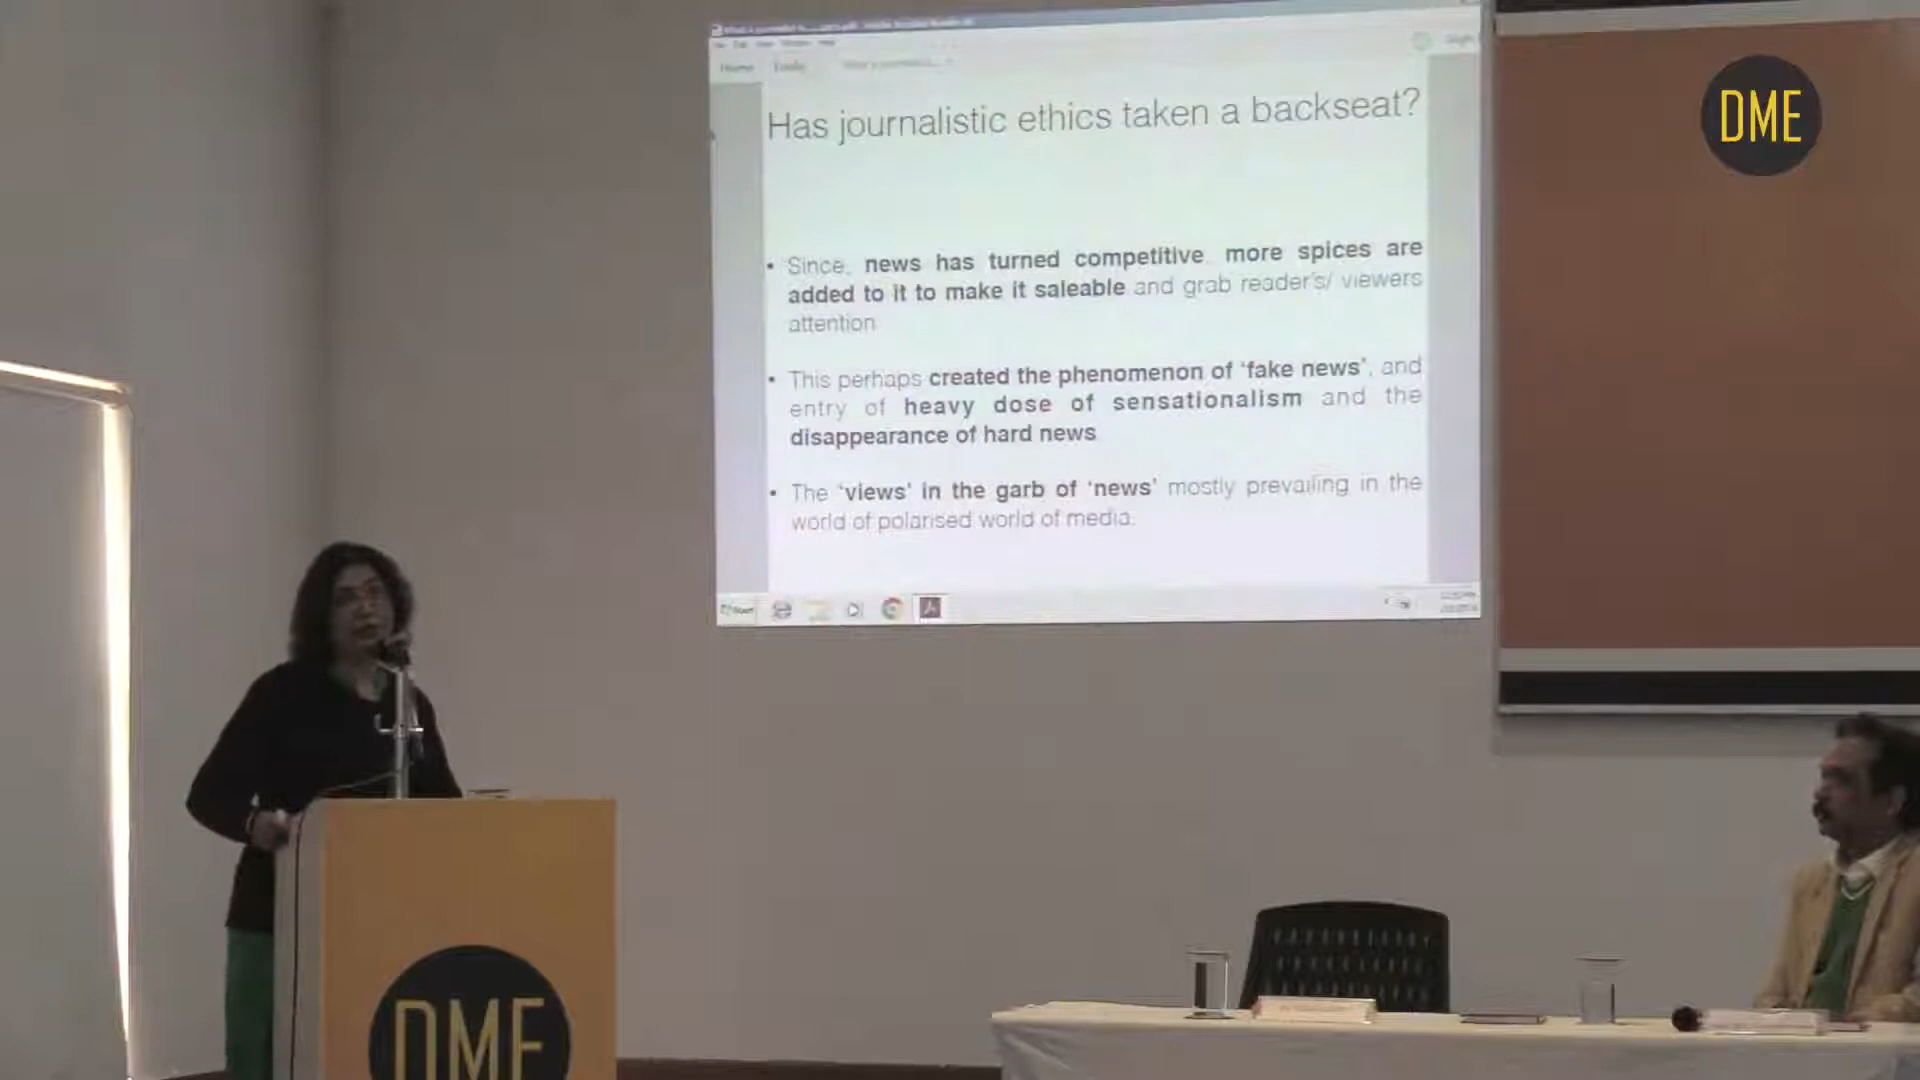 Home Tools
Has journalistic ethics taken a backseat?
DME
• Since, news has turned competitive, more spices are
added to it to make it saleable and grab reader's/ viewers
attention
• This perhaps created the phenomenon of ‘fake news’, and
entry of heavy dose of sensationalism and the
disappearance of hard news
• The ‘views’ in the garb of ‘news’ mostly prevailing in the
world of polarised world of media.
Start
DME